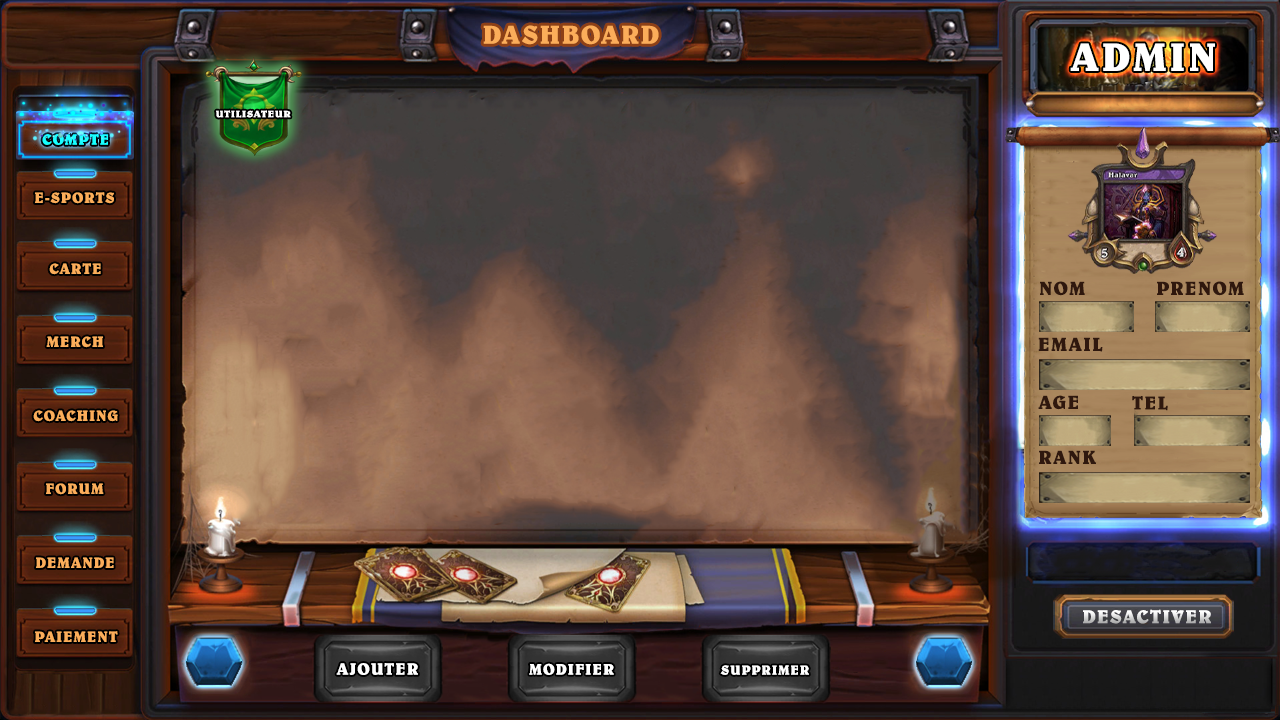 DASHBOARD
ADMIN
UTILISATEUR
COMPTE
E-SPORTS
CARTE
MERCH
COACHING
FORUM
DEMANDE
PAIEMENT
Halavar
5 4
NOM PRENOM
EMAIL
AGE TEL
RANK
DESACTIVER
AJOUTER MODIFIER SUPPRIMER